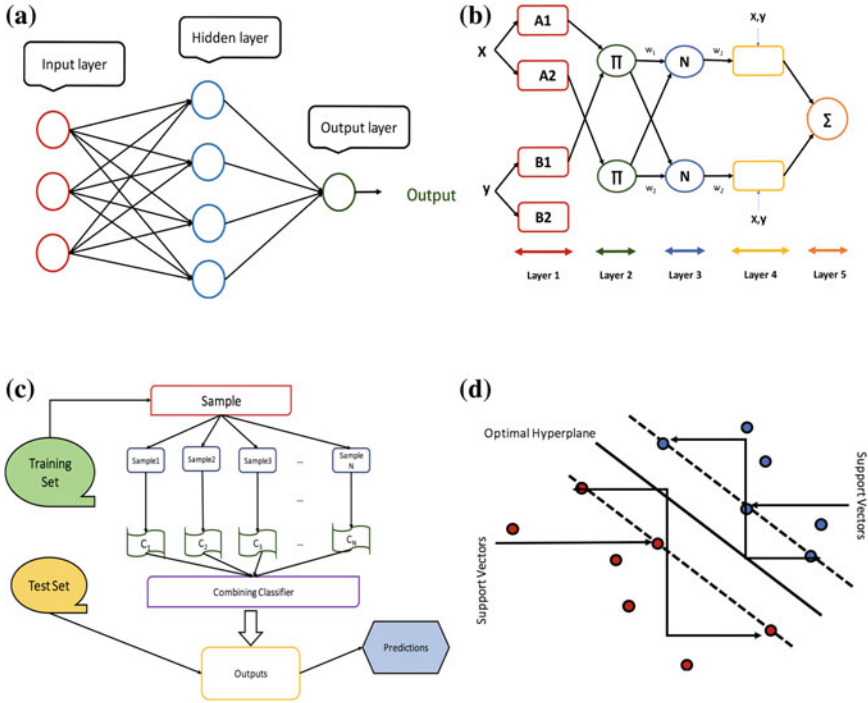 (a)
Hidden layer
Input layer
Output layer
Output
(b)
X
A1
A2
y
B1
B2
Π
Π
w₁
w₂
N
N
w₁
w₂
x,y
x,y
Σ
Layer 1
Layer 2
Layer 3
Layer 4
Layer 5
(c)
Training
Set
Sample
Sample1
Sample2
Sample3
...
Sample
N
...
C₁
C₂
C₃
...
C_N
Combining Classifier
Test Set
Outputs
Predictions
(d)
Optimal Hyperplane
Support Vectors
Support Vectors